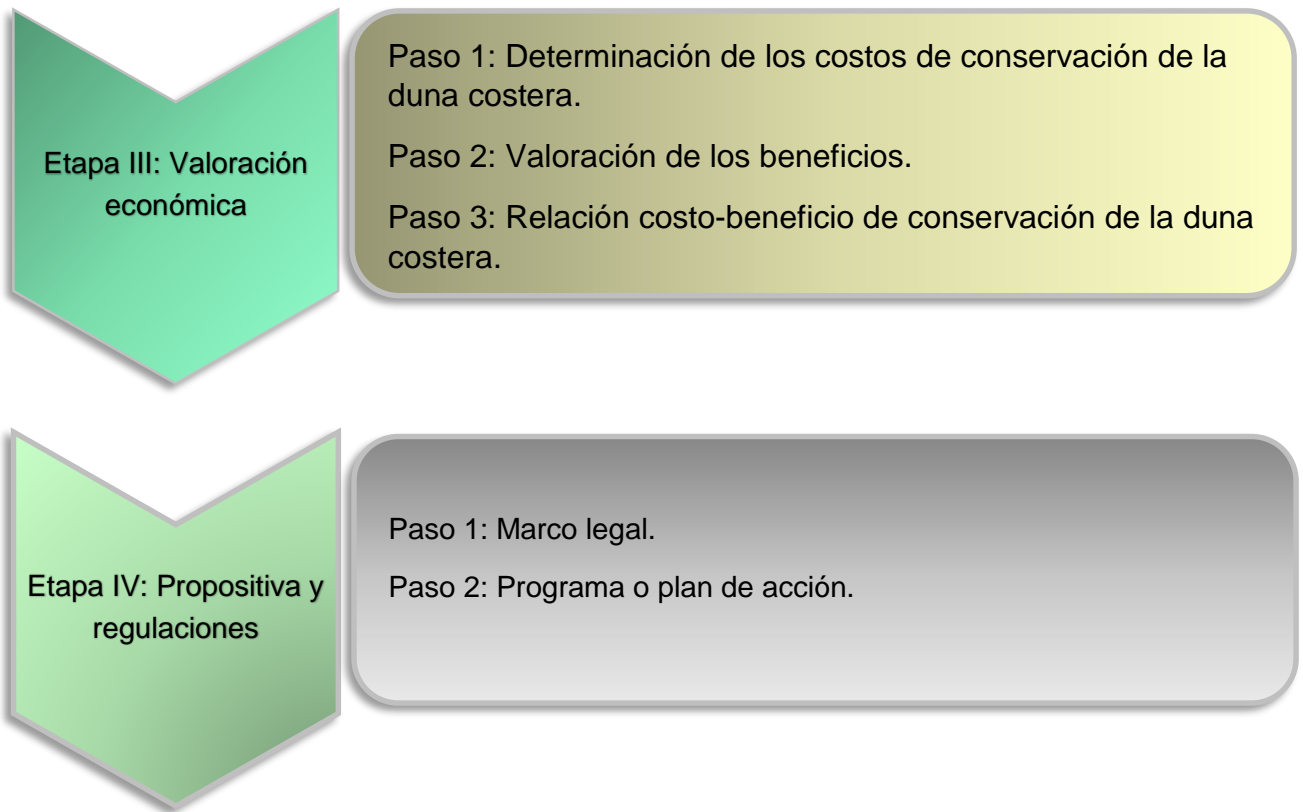 Etapa III: Valoración
económica
Paso 1: Determinación de los costos de conservación de la
duna costera.
Paso 2: Valoración de los beneficios.
Paso 3: Relación costo-beneficio de conservación de la duna
costera.
Etapa IV: Propositiva y
regulaciones
Paso 1: Marco legal.
Paso 2: Programa o plan de acción.